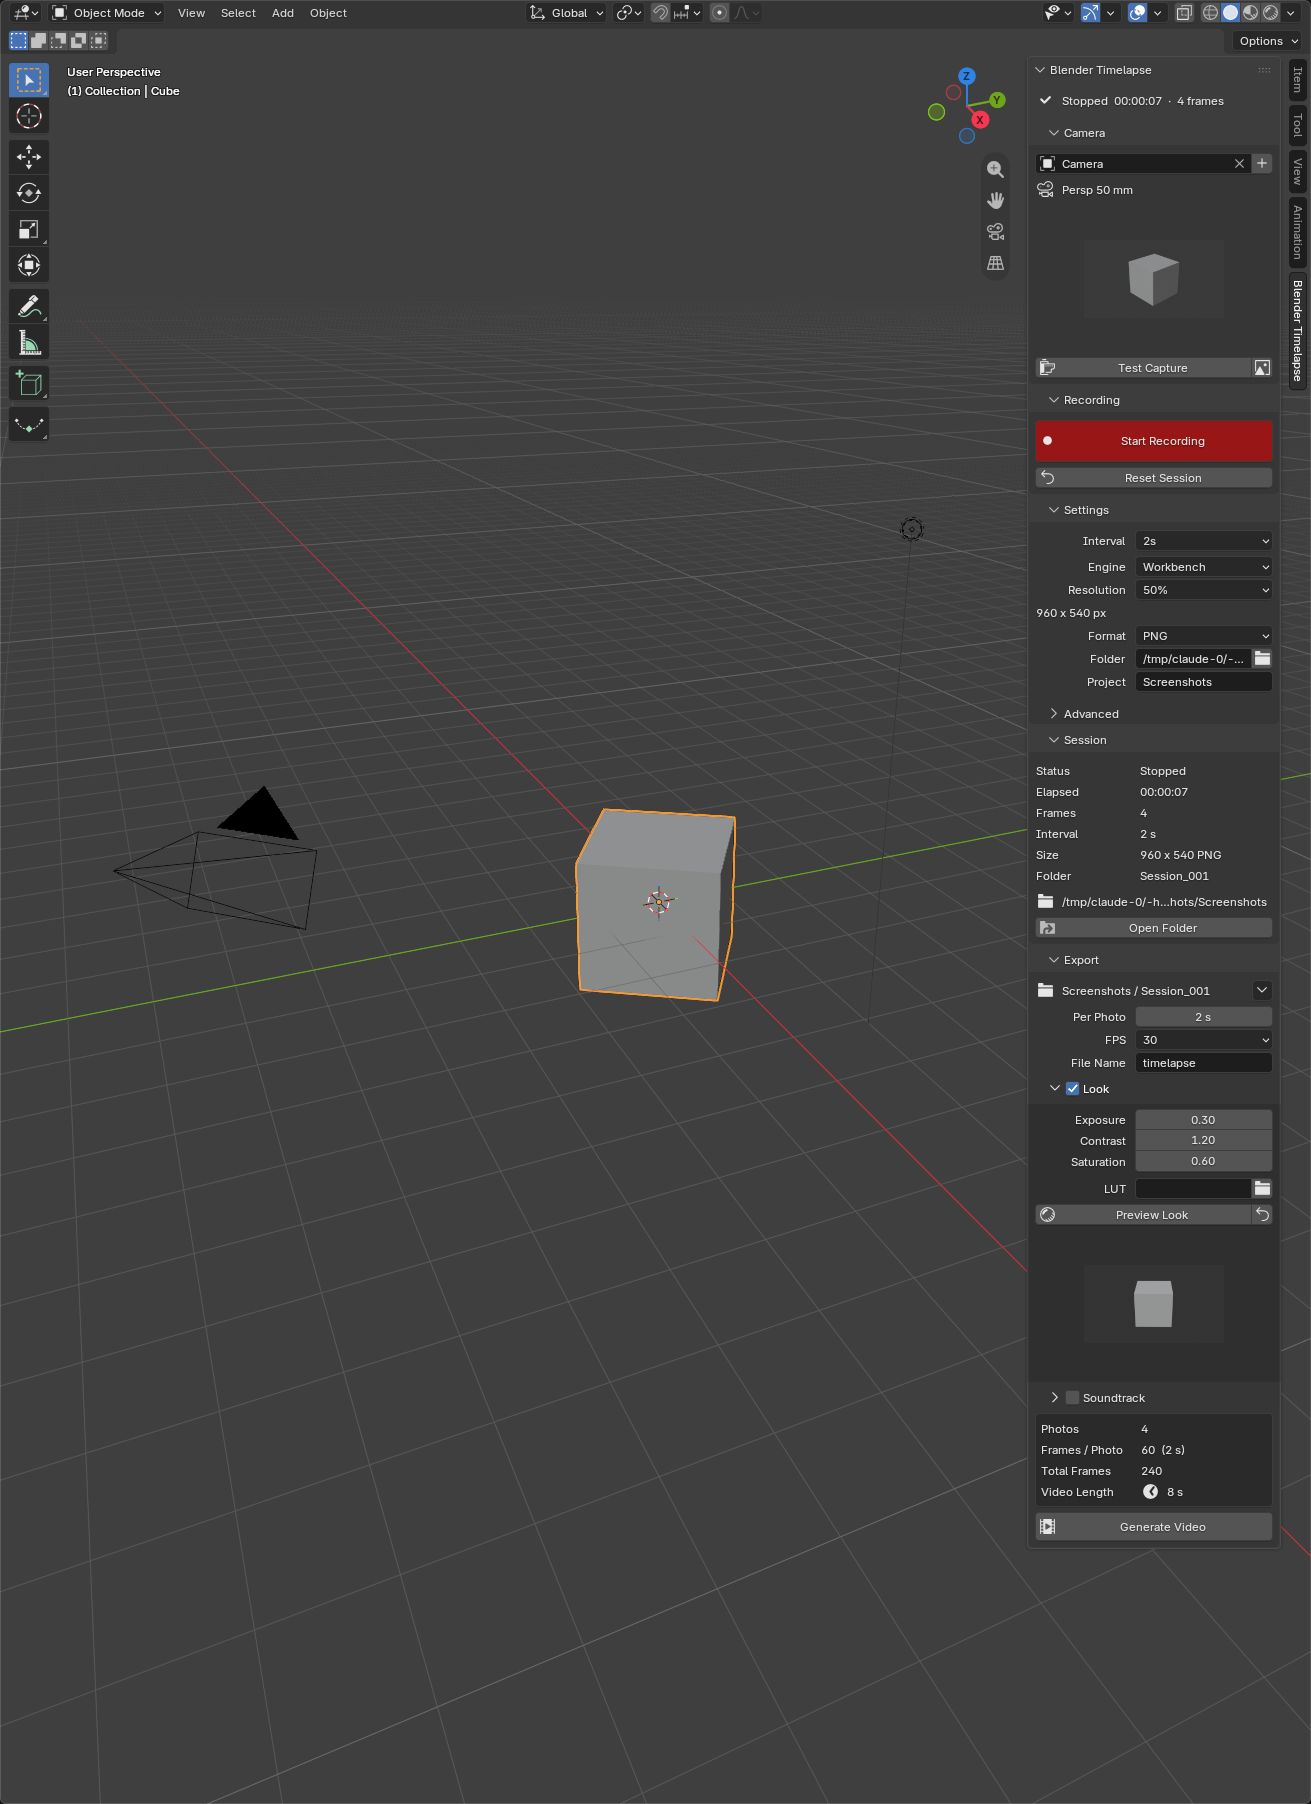 Object Mode View Select Add Object Global
Options
User Perspective
(1) Collection | Cube
Z
Y
X
Item
Tool
View
Animation
Blender Timelapse
Blender Timelapse
Stopped 00:00:07 · 4 frames
Camera
Camera
Persp 50 mm
Test Capture
Recording
Start Recording
Reset Session
Settings
Interval 2s
Engine Workbench
Resolution 50%
960 x 540 px
Format PNG
Folder /tmp/claude-0/-...
Project Screenshots
Advanced
Session
Status Stopped
Elapsed 00:00:07
Frames 4
Interval 2 s
Size 960 x 540 PNG
Folder Session_001
/tmp/claude-0/-h...hots/Screenshots
Open Folder
Export
Screenshots / Session_001
Per Photo 2 s
FPS 30
File Name timelapse
Look
Exposure 0.30
Contrast 1.20
Saturation 0.60
LUT
Preview Look
Soundtrack
Photos 4
Frames / Photo 60 (2 s)
Total Frames 240
Video Length 8 s
Generate Video